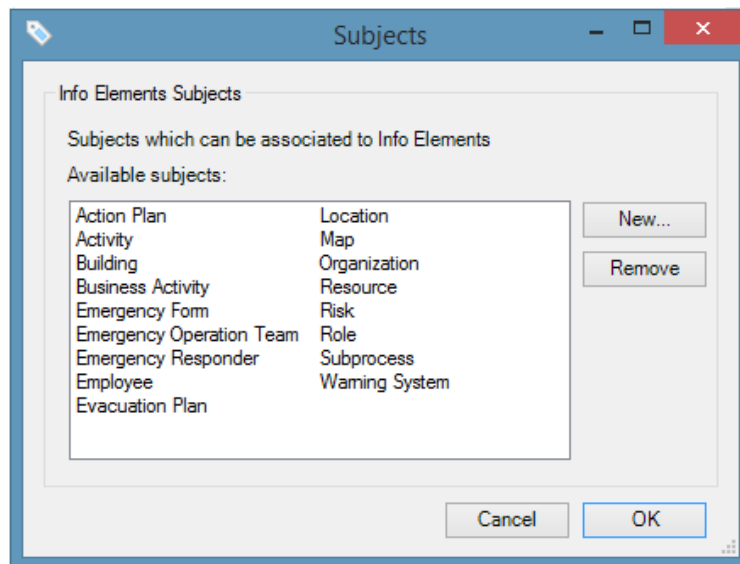 Subjects
Info Elements Subjects
Subjects which can be associated to Info Elements
Available subjects:
Action Plan
Activity
Building
Business Activity
Emergency Form
Emergency Operation Team
Emergency Responder
Employee
Evacuation Plan
Location
Map
Organization
Resource
Risk
Role
Subprocess
Warning System
New...
Remove
Cancel
OK